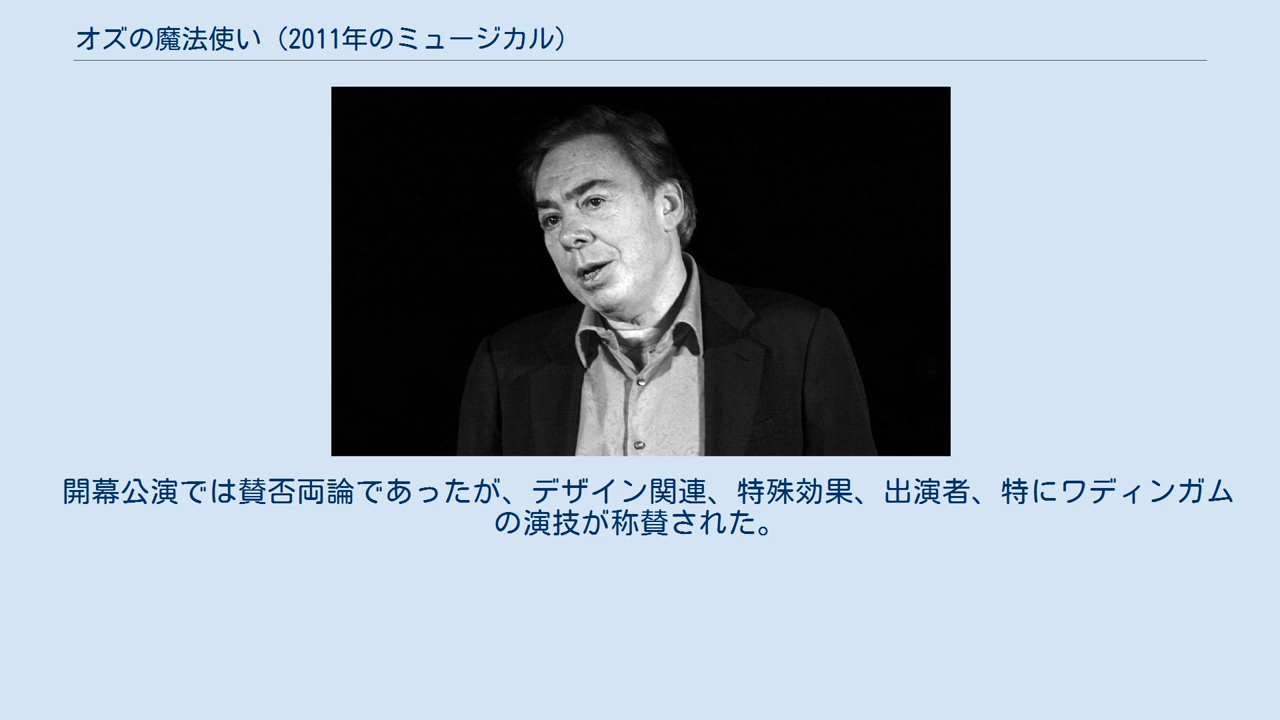 オズの魔法使い（2011年のミュージカル）
開幕公演では賛否両論であったが、デザイン関連、特殊効果、出演者、特にワディンガム
の演技が称賛された。